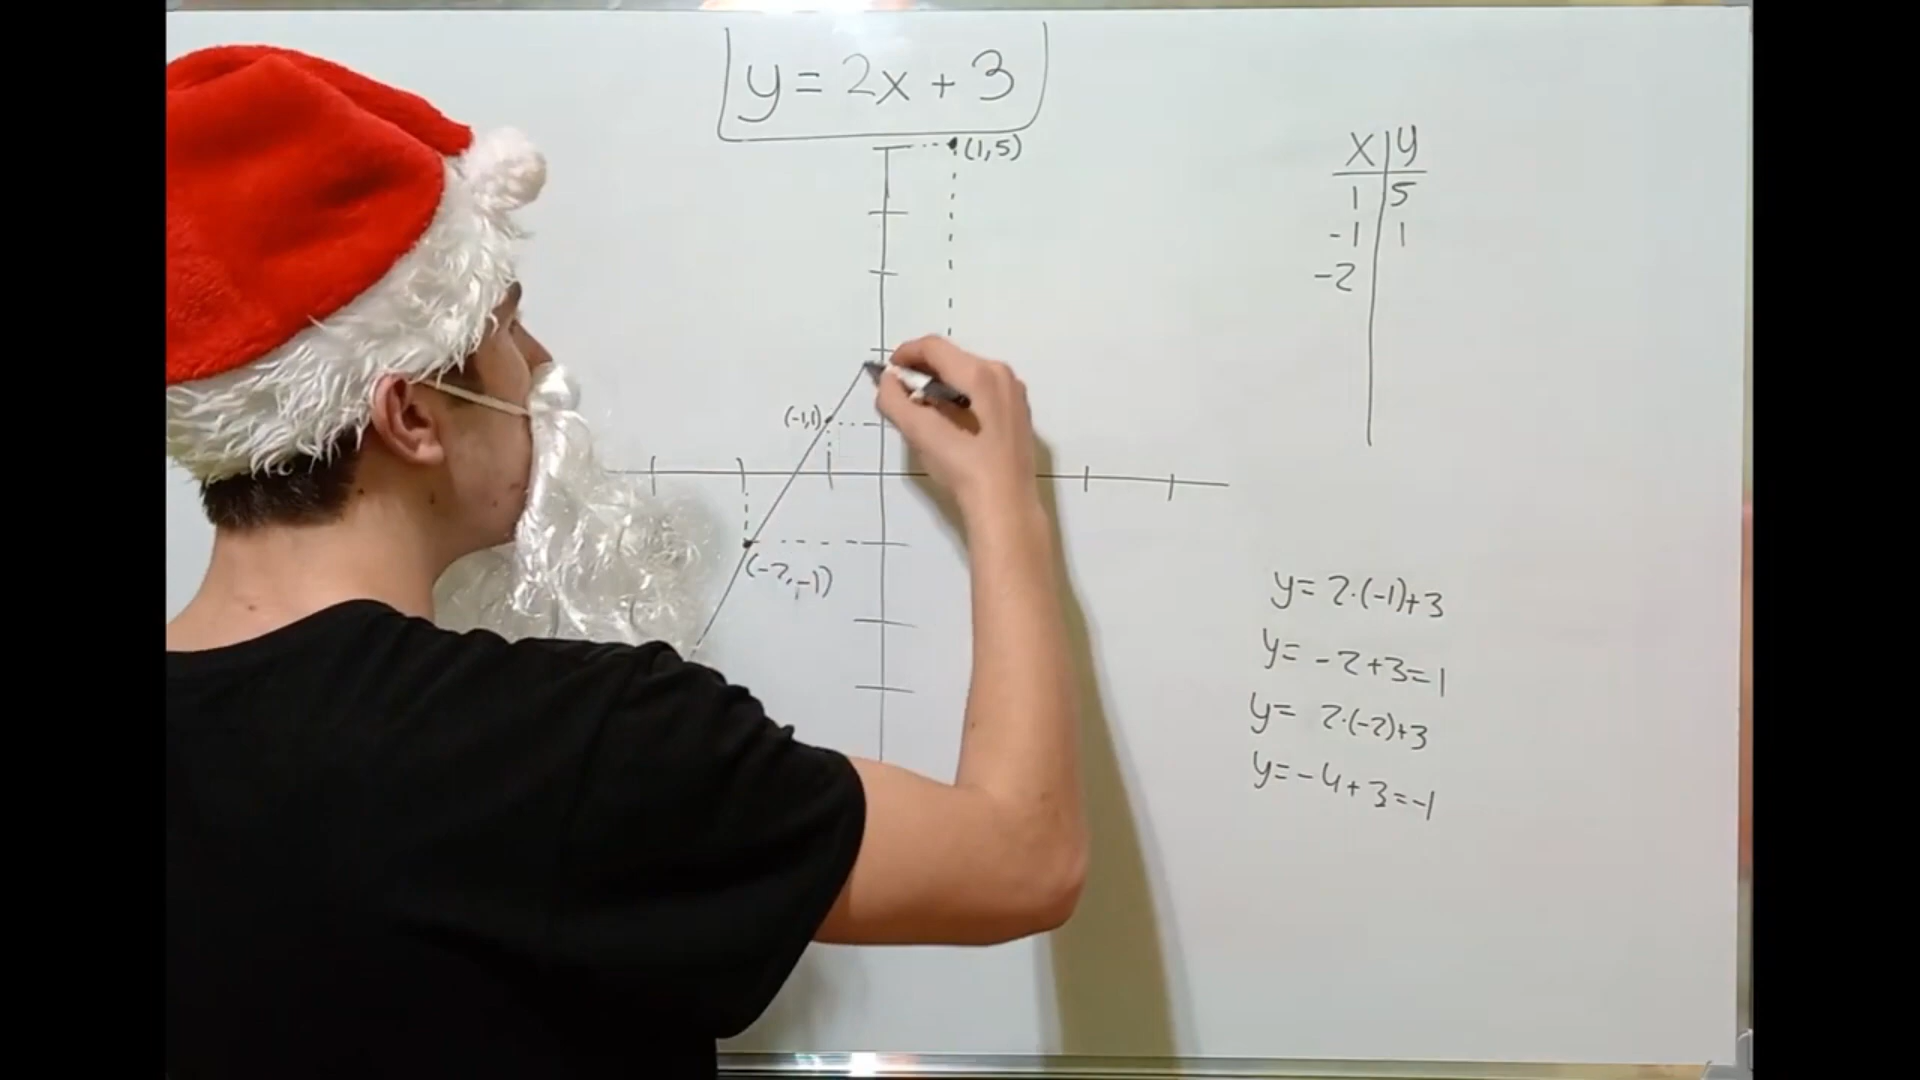 y = 2x + 3
(1,5)
x y
1 5
-1 1
-2
(-1,1)
(-2,-1)
y= 2·(-1)+3
y= -2+3=1
y= 2·(-2)+3
y=-4+3=-1